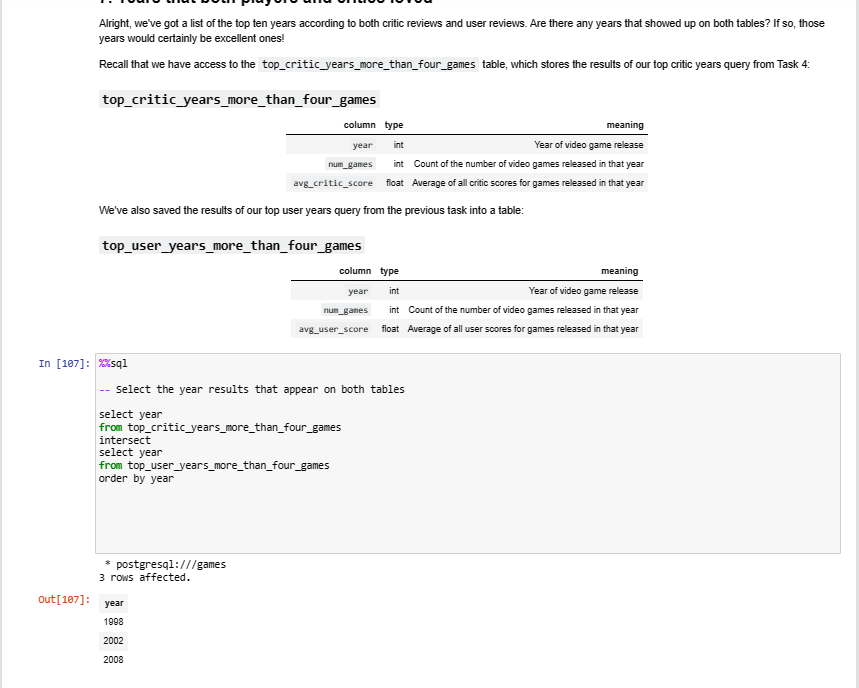 7. Years that both players and critics loved
Alright, we've got a list of the top ten years according to both critic reviews and user reviews. Are there any years that showed up on both tables? If so, those
years would certainly be excellent ones!
Recall that we have access to the top_critic_years_more_than_four_games table, which stores the results of our top critic years query from Task 4:
top_critic_years_more_than_four_games
column type meaning
year int Year of video game release
num_games int Count of the number of video games released in that year
avg_critic_score float Average of all critic scores for games released in that year
We've also saved the results of our top user years query from the previous task into a table:
top_user_years_more_than_four_games
column type meaning
year int Year of video game release
num_games int Count of the number of video games released in that year
avg_user_score float Average of all user scores for games released in that year
In [107]: %%sql
-- Select the year results that appear on both tables
select year
from top_critic_years_more_than_four_games
intersect
select year
from top_user_years_more_than_four_games
order by year
* postgresql:///games
3 rows affected.
Out[107]: year
1998
2002
2008